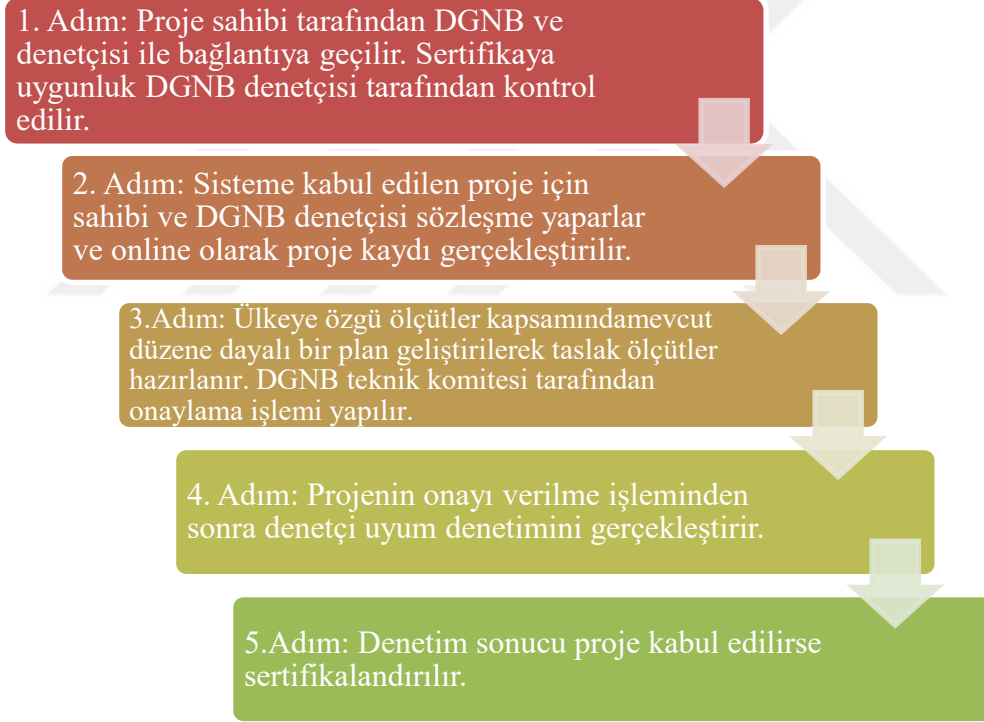 1. Adım: Proje sahibi tarafından DGNB ve
denetçisi ile bağlantıya geçilir. Sertifikaya
uygunluk DGNB denetçisi tarafından kontrol
edilir.
2. Adım: Sisteme kabul edilen proje için
sahibi ve DGNB denetçisi sözleşme yaparlar
ve online olarak proje kaydı gerçekleştirilir.
3.Adım: Ülkeye özgü ölçütler kapsamındamevcut
düzene dayalı bir plan geliştirilerek taslak ölçütler
hazırlanır. DGNB teknik komitesi tarafından
onaylama işlemi yapılır.
4. Adım: Projenin onayı verilme işleminden
sonra denetçi uyum denetimini gerçekleştirir.
5.Adım: Denetim sonucu proje kabul edilirse
sertifikalandırılır.